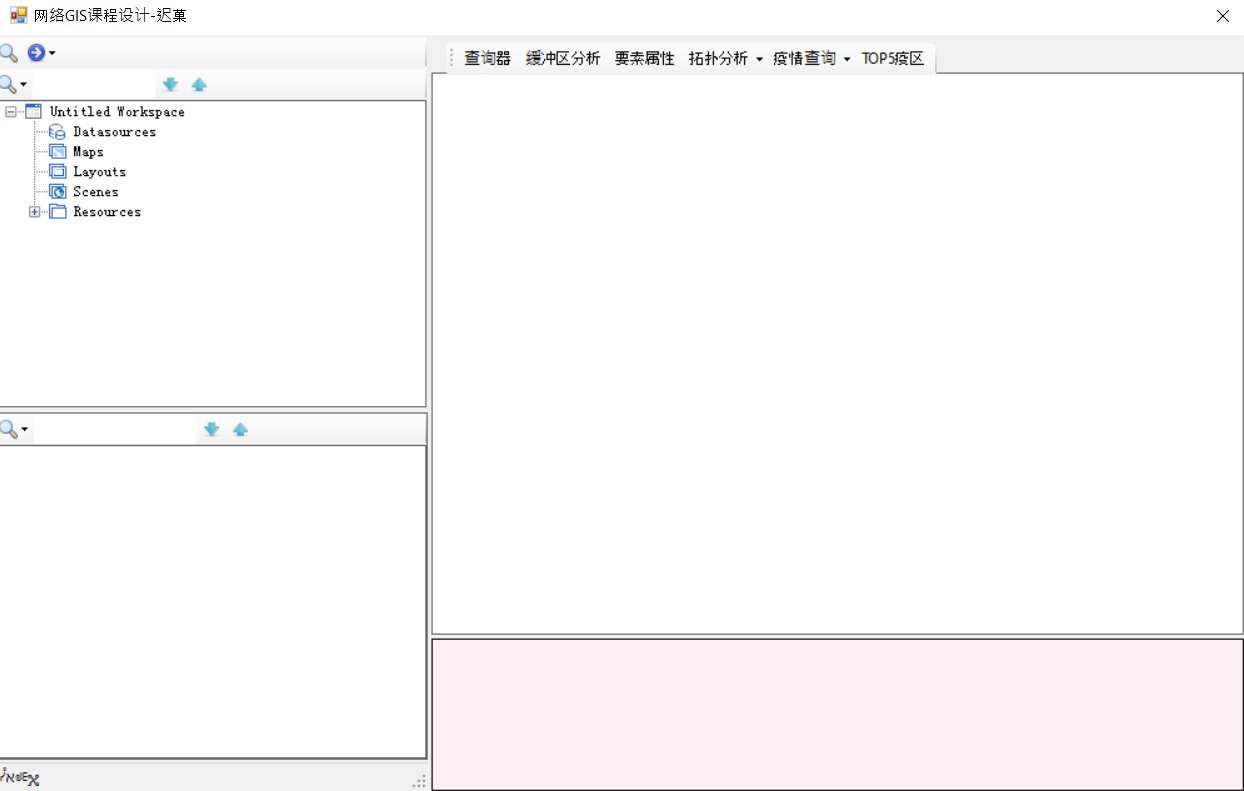 网络GIS课程设计-迟菓
查询器 缓冲区分析 要素属性 拓扑分析 疫情查询 TOP5疫区
Untitled Workspace
Datasources
Maps
Layouts
Scenes
Resources